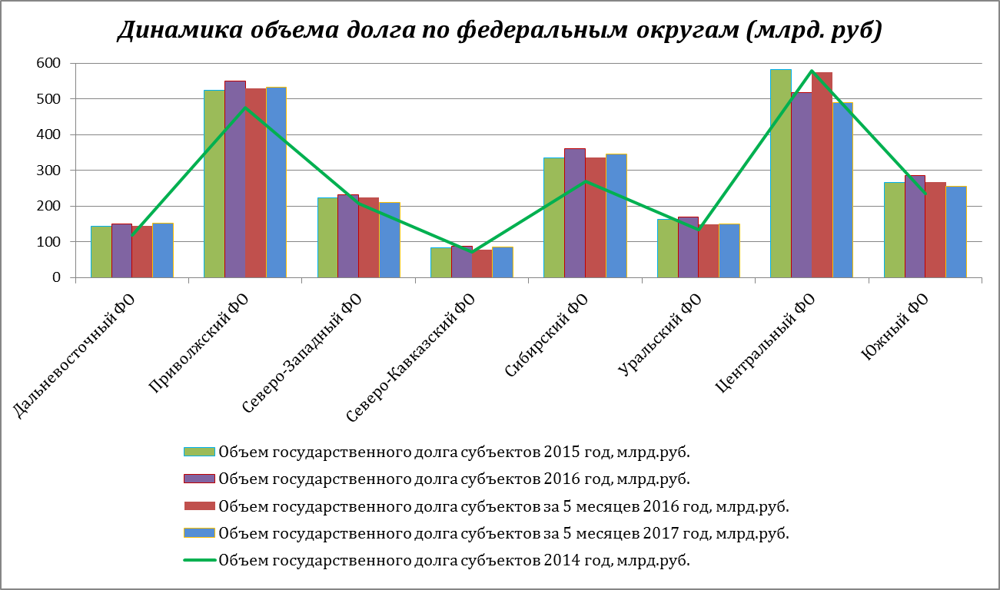 Динамика объема долга по федеральным округам (млрд. руб)
600
500
400
300
200
100
0
Дальневосточный ФО
Приволжский ФО
Северо-Западный ФО
Северо-Кавказский ФО
Сибирский ФО
Уральский ФО
Центральный ФО
Южный ФО
Объем государственного долга субъектов 2015 год, млрд.руб.
Объем государственного долга субъектов 2016 год, млрд.руб.
Объем государственного долга субъектов за 5 месяцев 2016 год, млрд.руб.
Объем государственного долга субъектов за 5 месяцев 2017 год, млрд.руб.
Объем государственного долга субъектов 2014 год, млрд.руб.